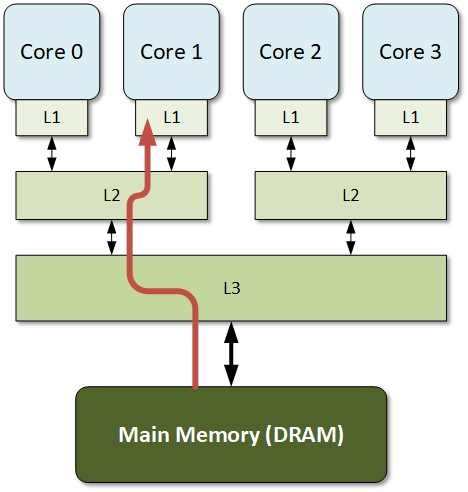 Core 0
Core 1
Core 2
Core 3
L1
L1
L1
L1
L2
L2
L3
Main Memory (DRAM)